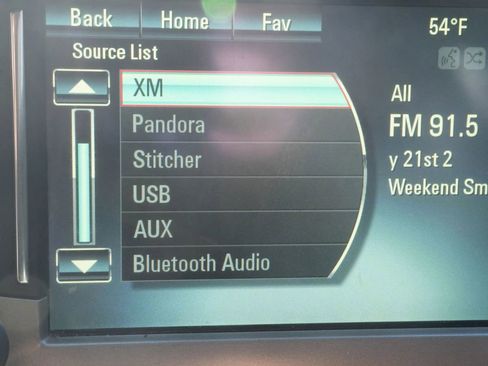 Back Home Fav 54°F
Source List
XM
Pandora
Stitcher
USB
AUX
Bluetooth Audio
All
FM 91.5
y 21st 2
Weekend Sm